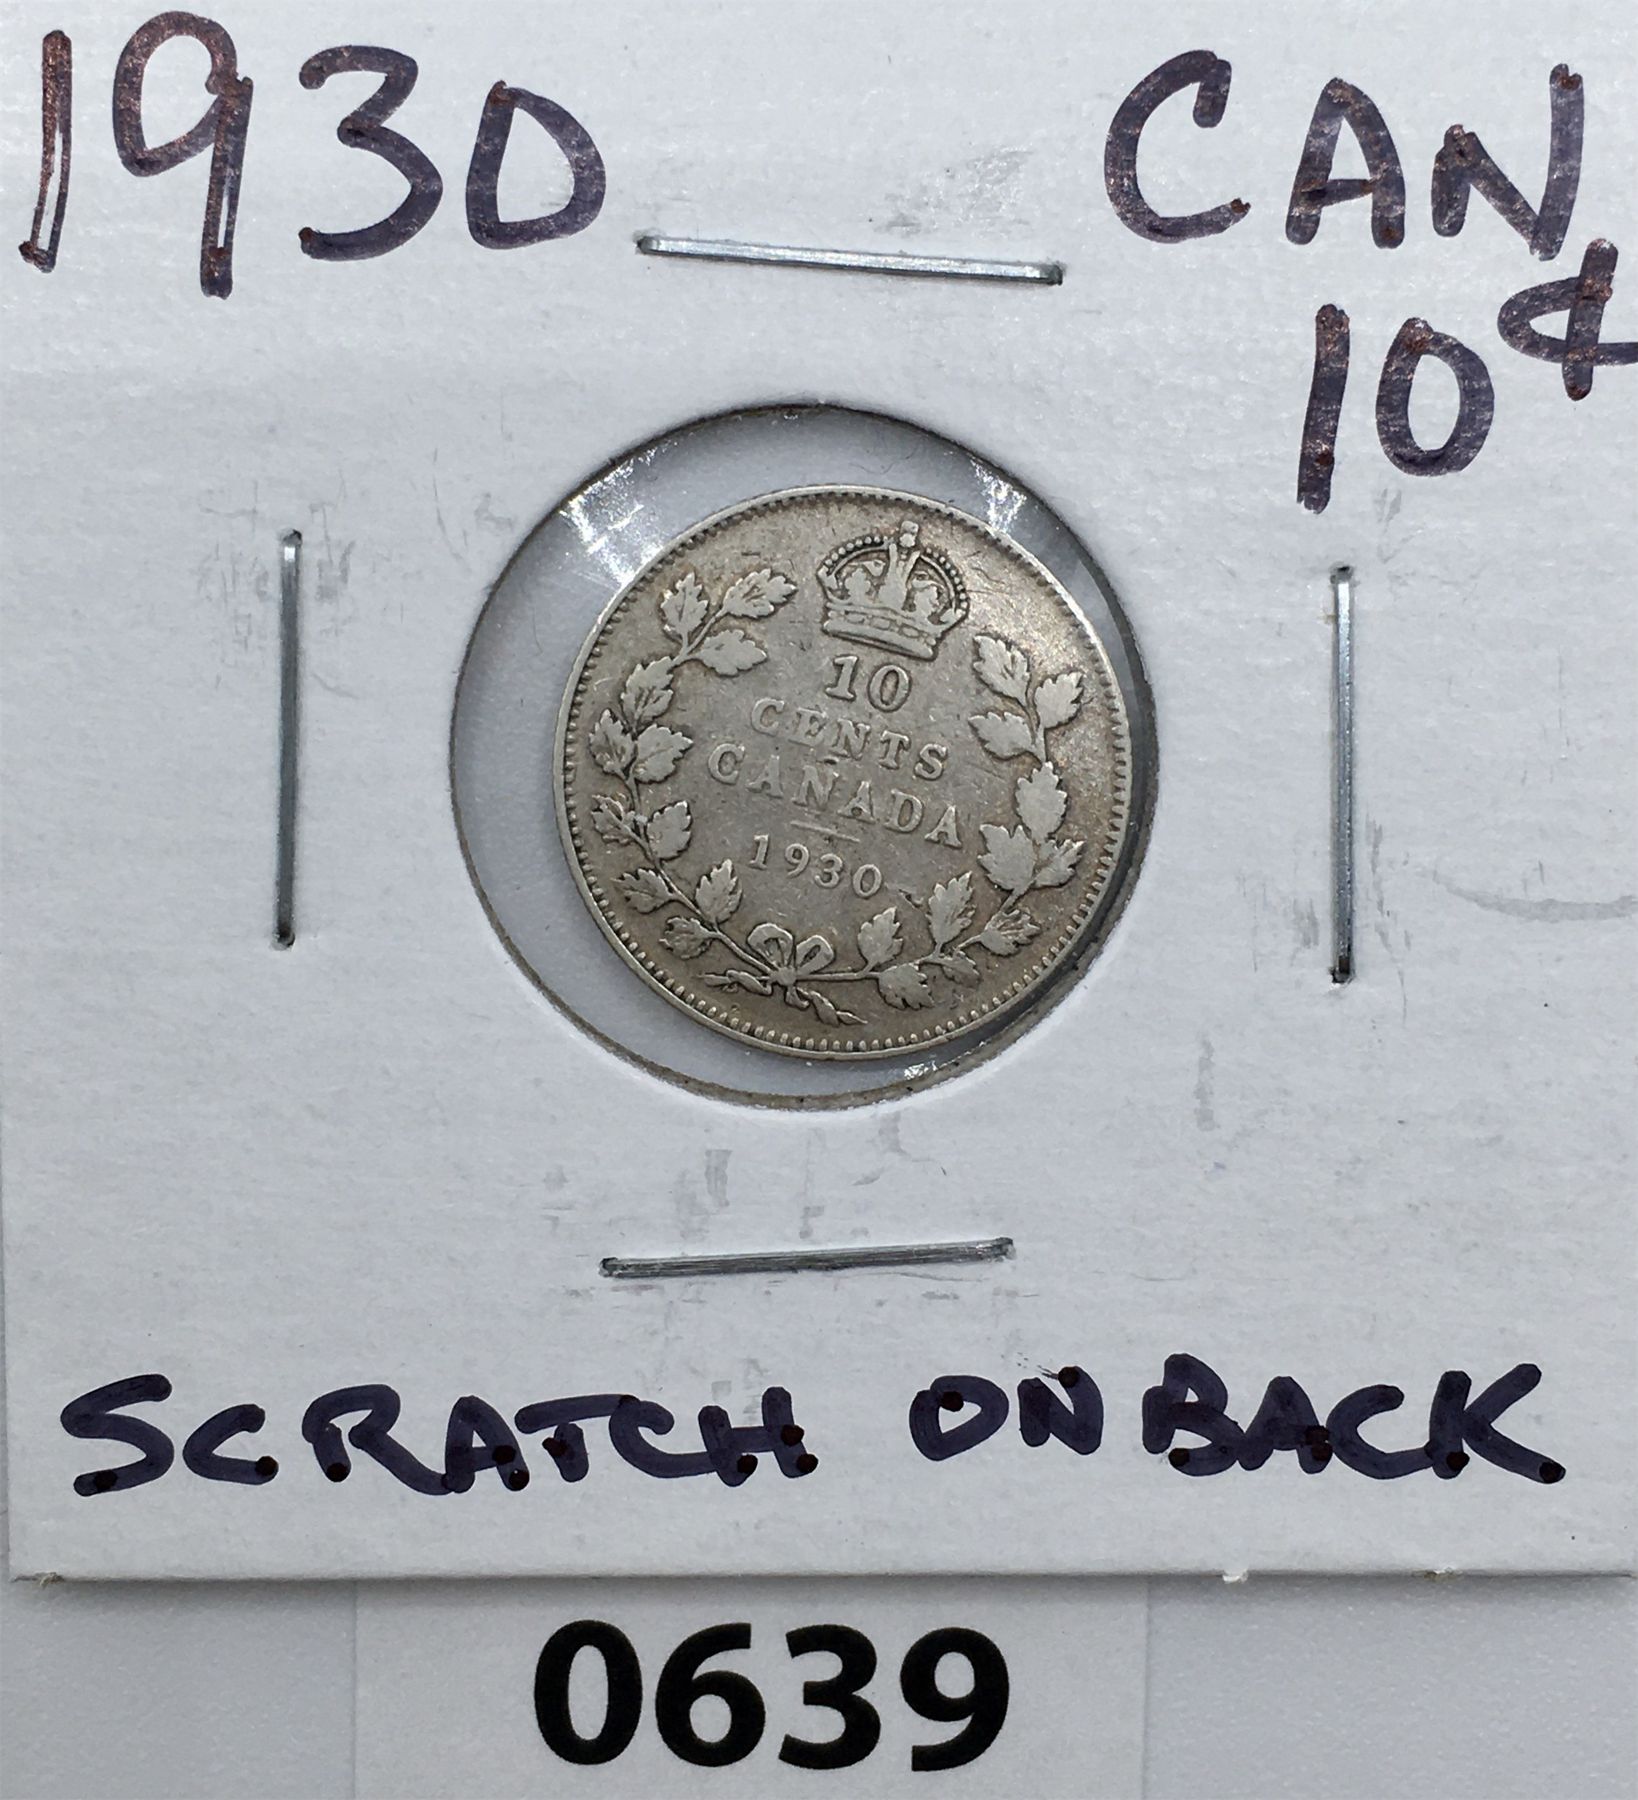 1930 CAN
10¢
10
CENTS
CANADA
1930
SCRATCH ON BACK
0639